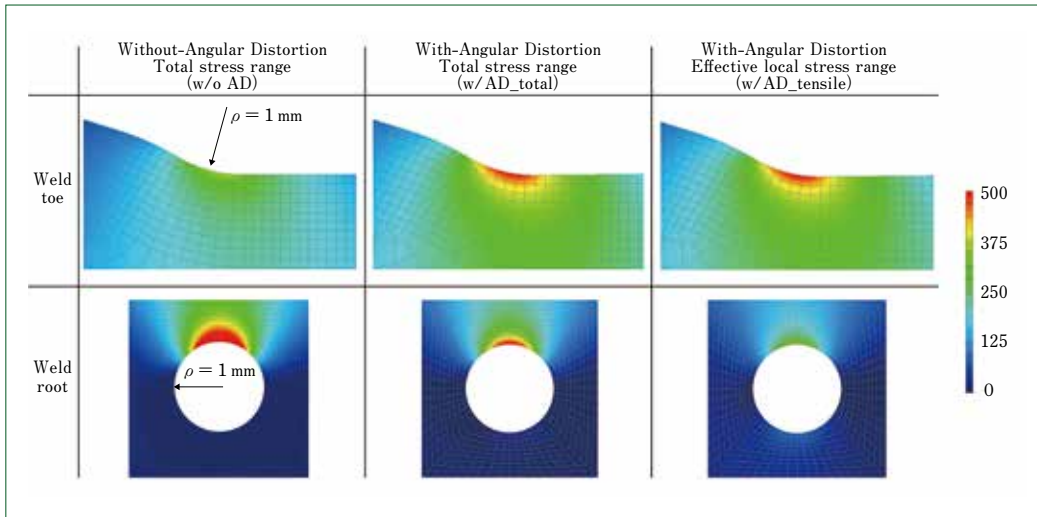 Without-Angular Distortion
Total stress range
(w/o AD)
With-Angular Distortion
Total stress range
(w/AD_total)
With-Angular Distortion
Effective local stress range
(w/AD_tensile)
Weld
toe
ρ = 1 mm
500
375
250
125
0
Weld
root
ρ = 1 mm